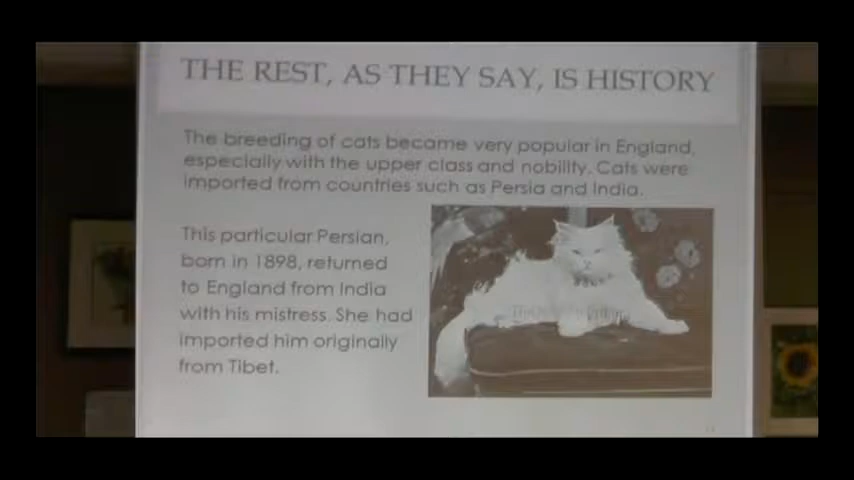 THE REST, AS THEY SAY, IS HISTORY
The breeding of cats became very popular in England,
especially with the upper class and nobility. Cats were
imported from countries such as Persia and India.
This particular Persian,
born in 1898, returned
to England from India
with his mistress. She had
imported him originally
from Tibet.